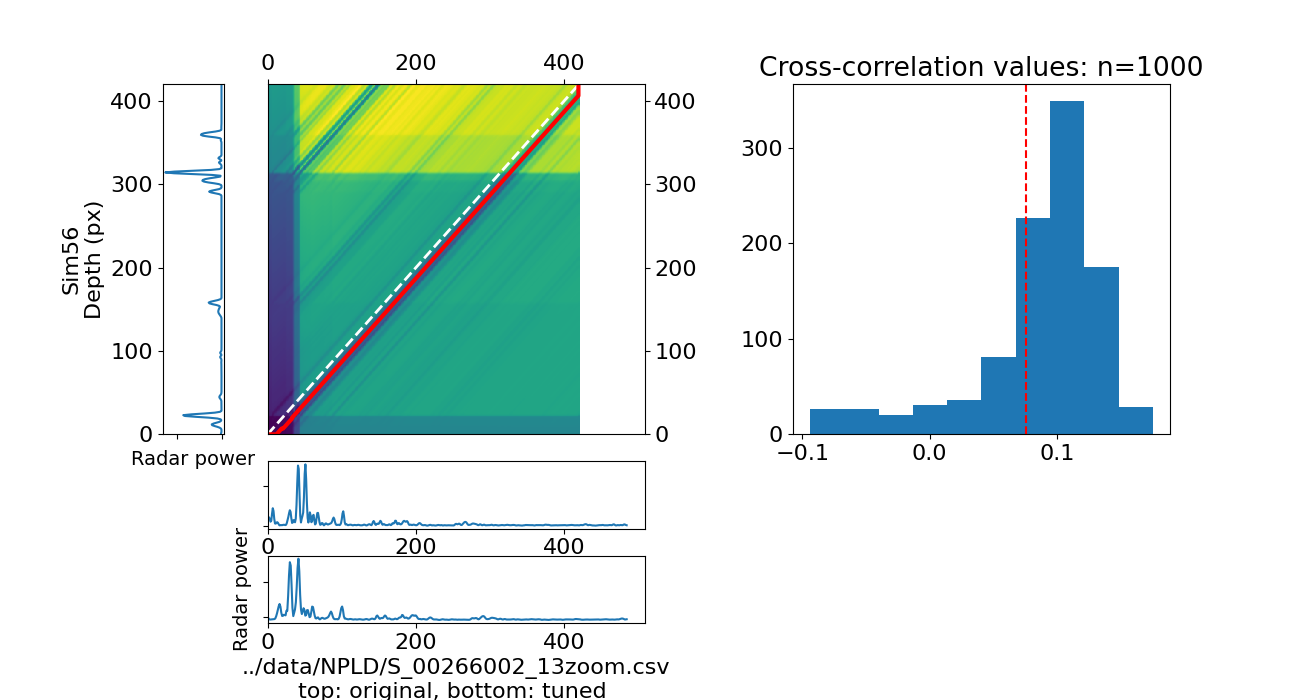 Cross-correlation values: n=1000
0 200 400
400
300
200
100
0
Sim56
Depth (px)
Radar power
400
300
200
100
0
300
200
100
0
−0.1 0.0 0.1
0 200 400
Radar power
0 200 400
../data/NPLD/S_00266002_13zoom.csv
top: original, bottom: tuned